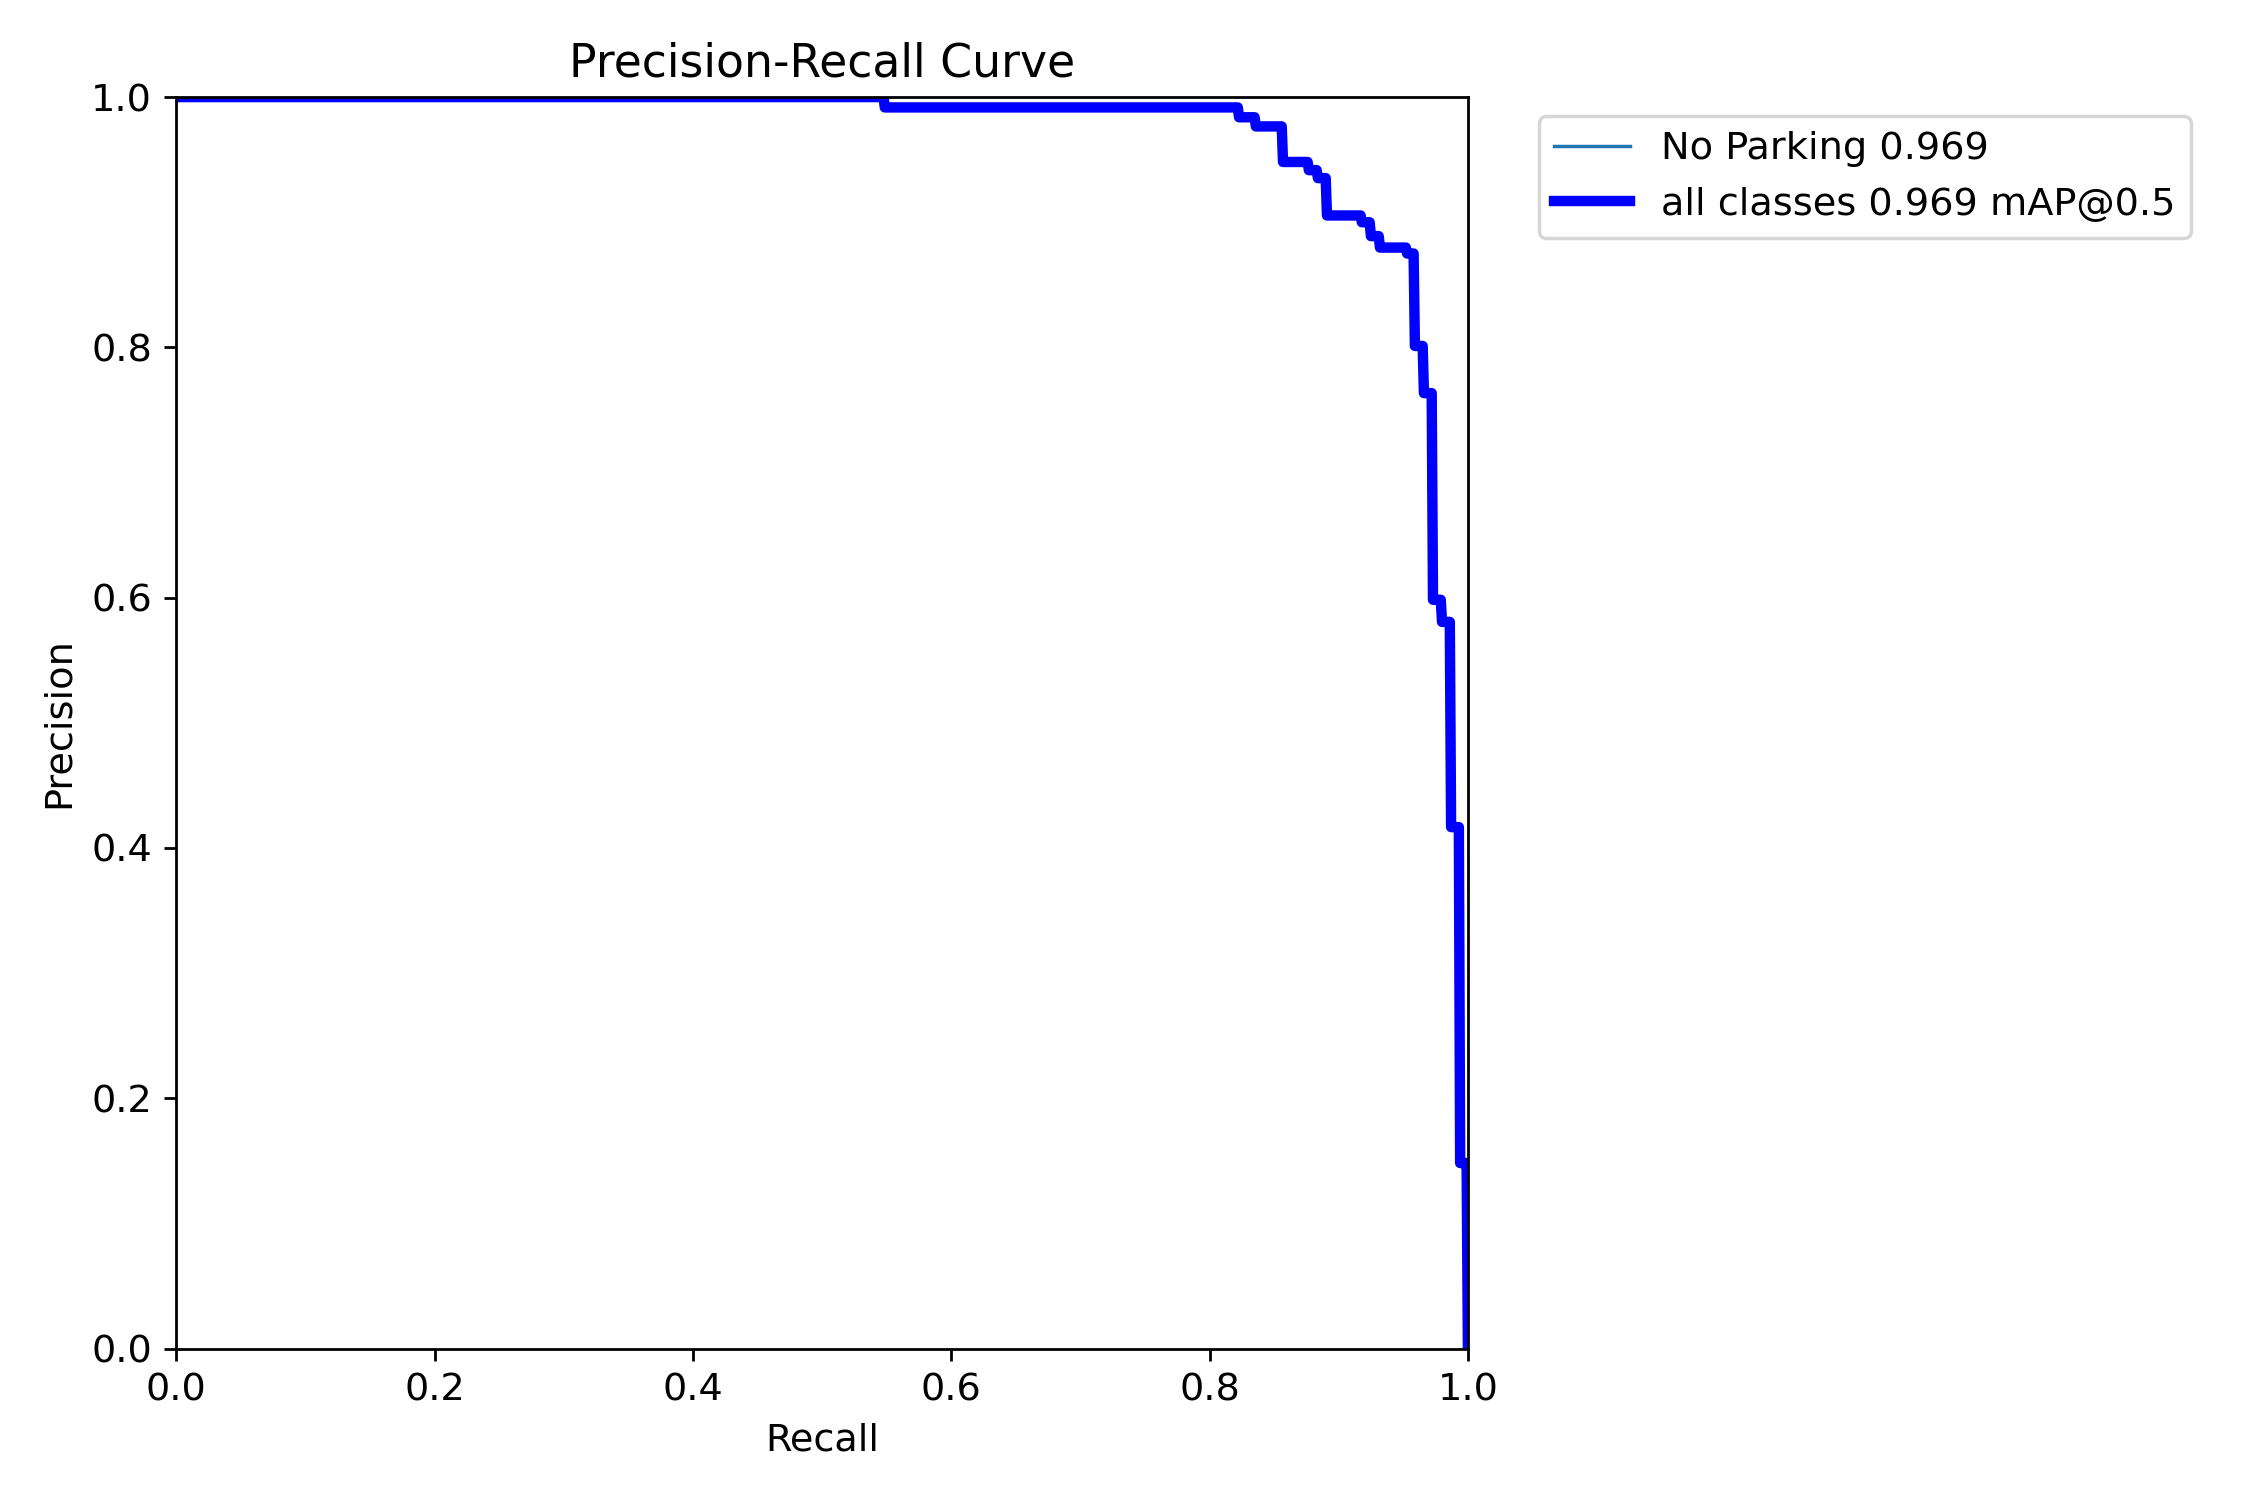 Precision-Recall Curve
No Parking 0.969
all classes 0.969 mAP@0.5
Precision
1.0
0.8
0.6
0.4
0.2
0.0
0.0 0.2 0.4 0.6 0.8 1.0
Recall